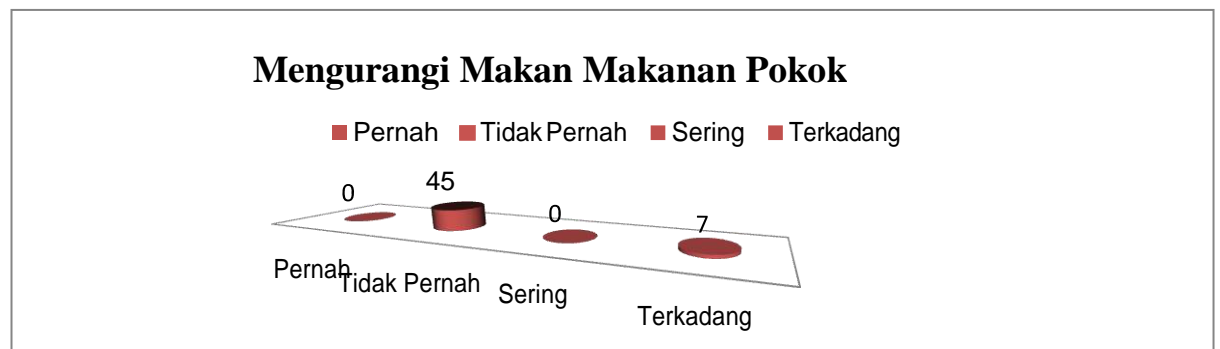 Mengurangi Makan Makanan Pokok
Pernah Tidak Pernah Sering Terkadang
0
45
0
7
Pernah
Tidak Pernah
Sering
Terkadang